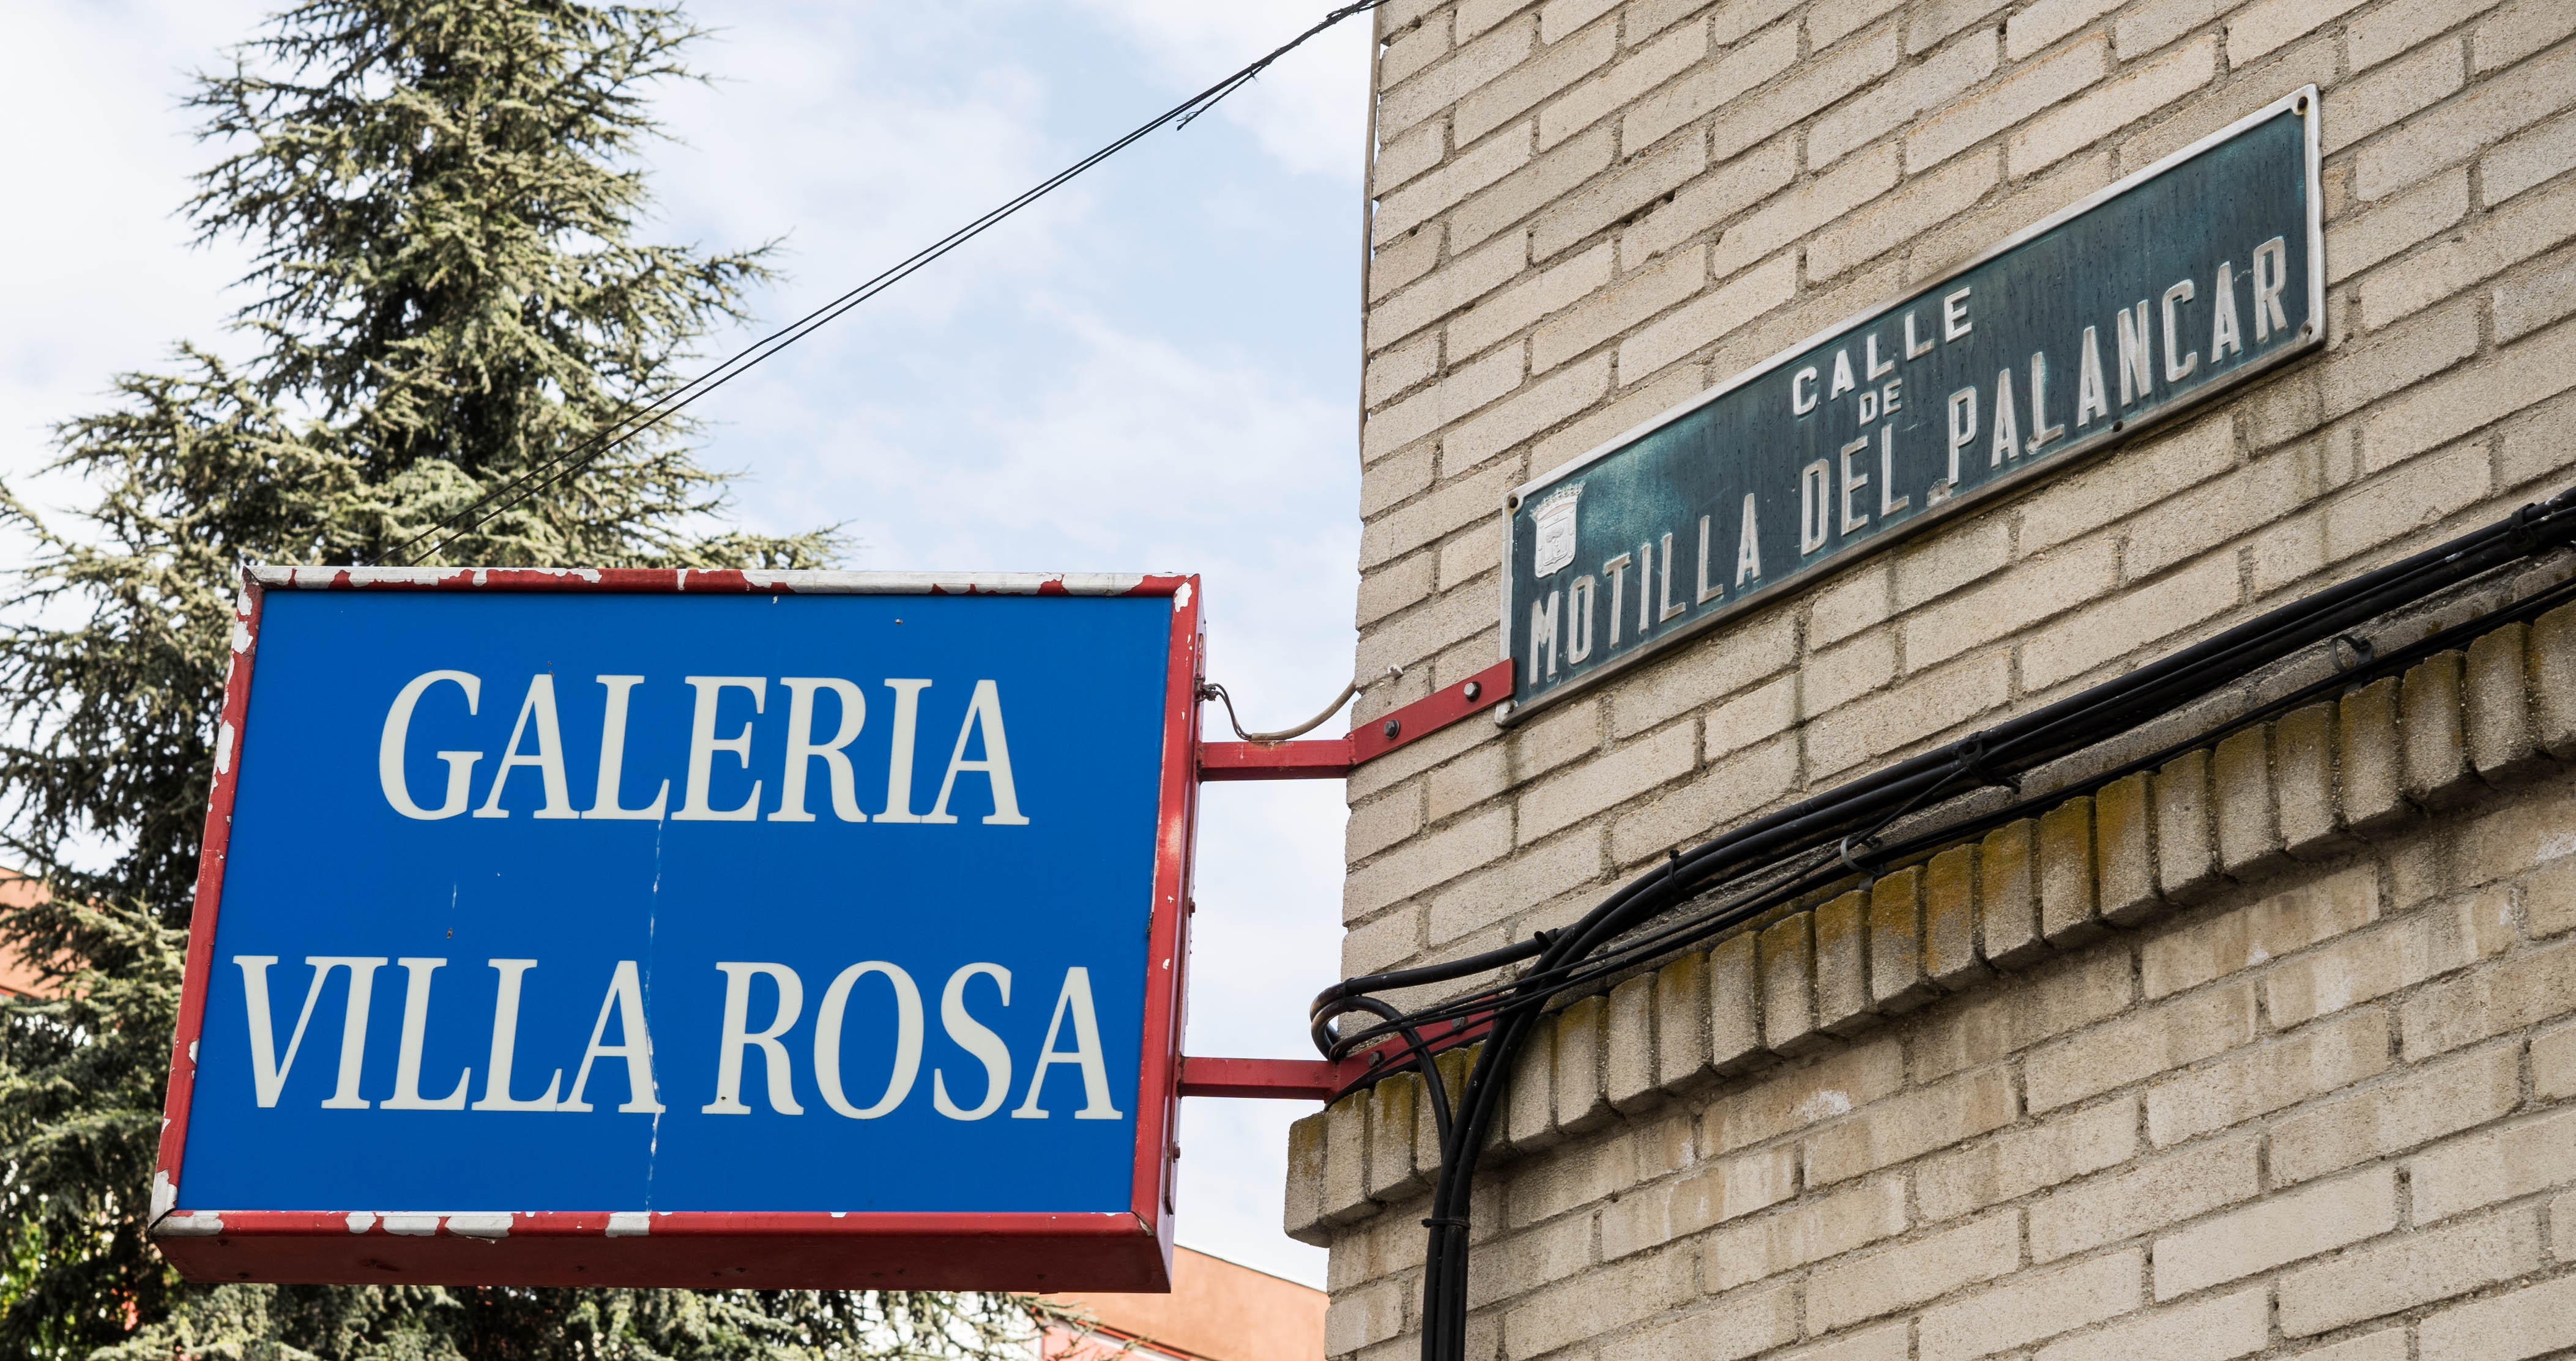 GALERIA
VILLA ROSA
CALLE
DE
MOTILLA DEL PALANCAR